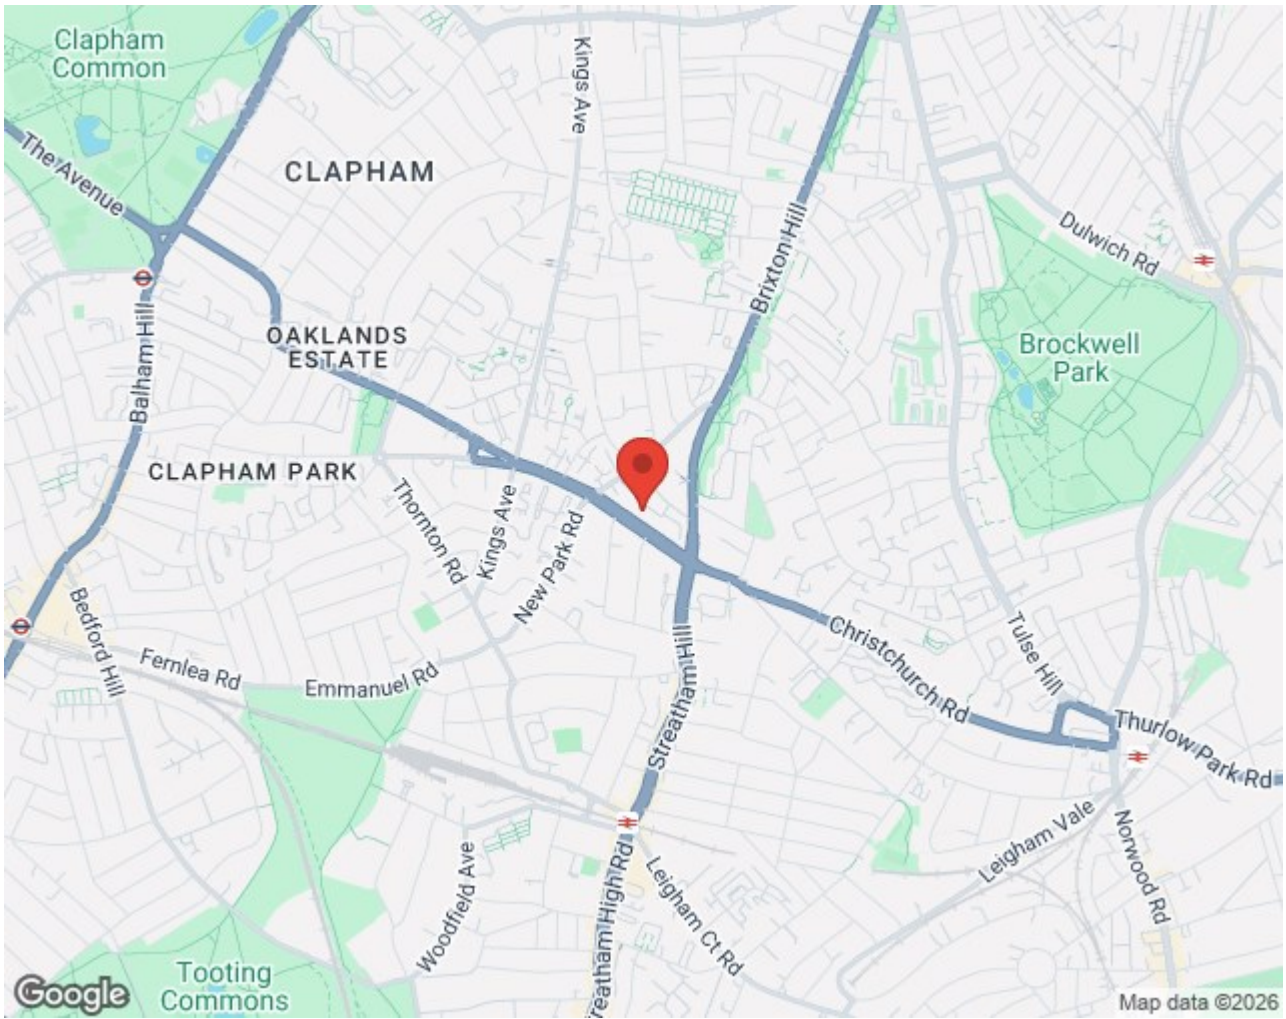 Clapham
Common
Kings Ave
The Avenue
CLAPHAM
Dulwich Rd
Brixton Hill
Balham Hill
OAKLANDS
ESTATE
Brockwell
Park
CLAPHAM PARK
Thornton Rd
Kings Ave
New Park Rd
Bedford Hill
Fernlea Rd
Emmanuel Rd
Streatham Hill
Christchurch Rd
Tulse Hill
Thurlow Park Rd
Leigham Vale
Norwood Rd
Woodfield Ave
Streatham High Rd
Leigham Ct Rd
Tooting
Commons
Google
Map data ©2026